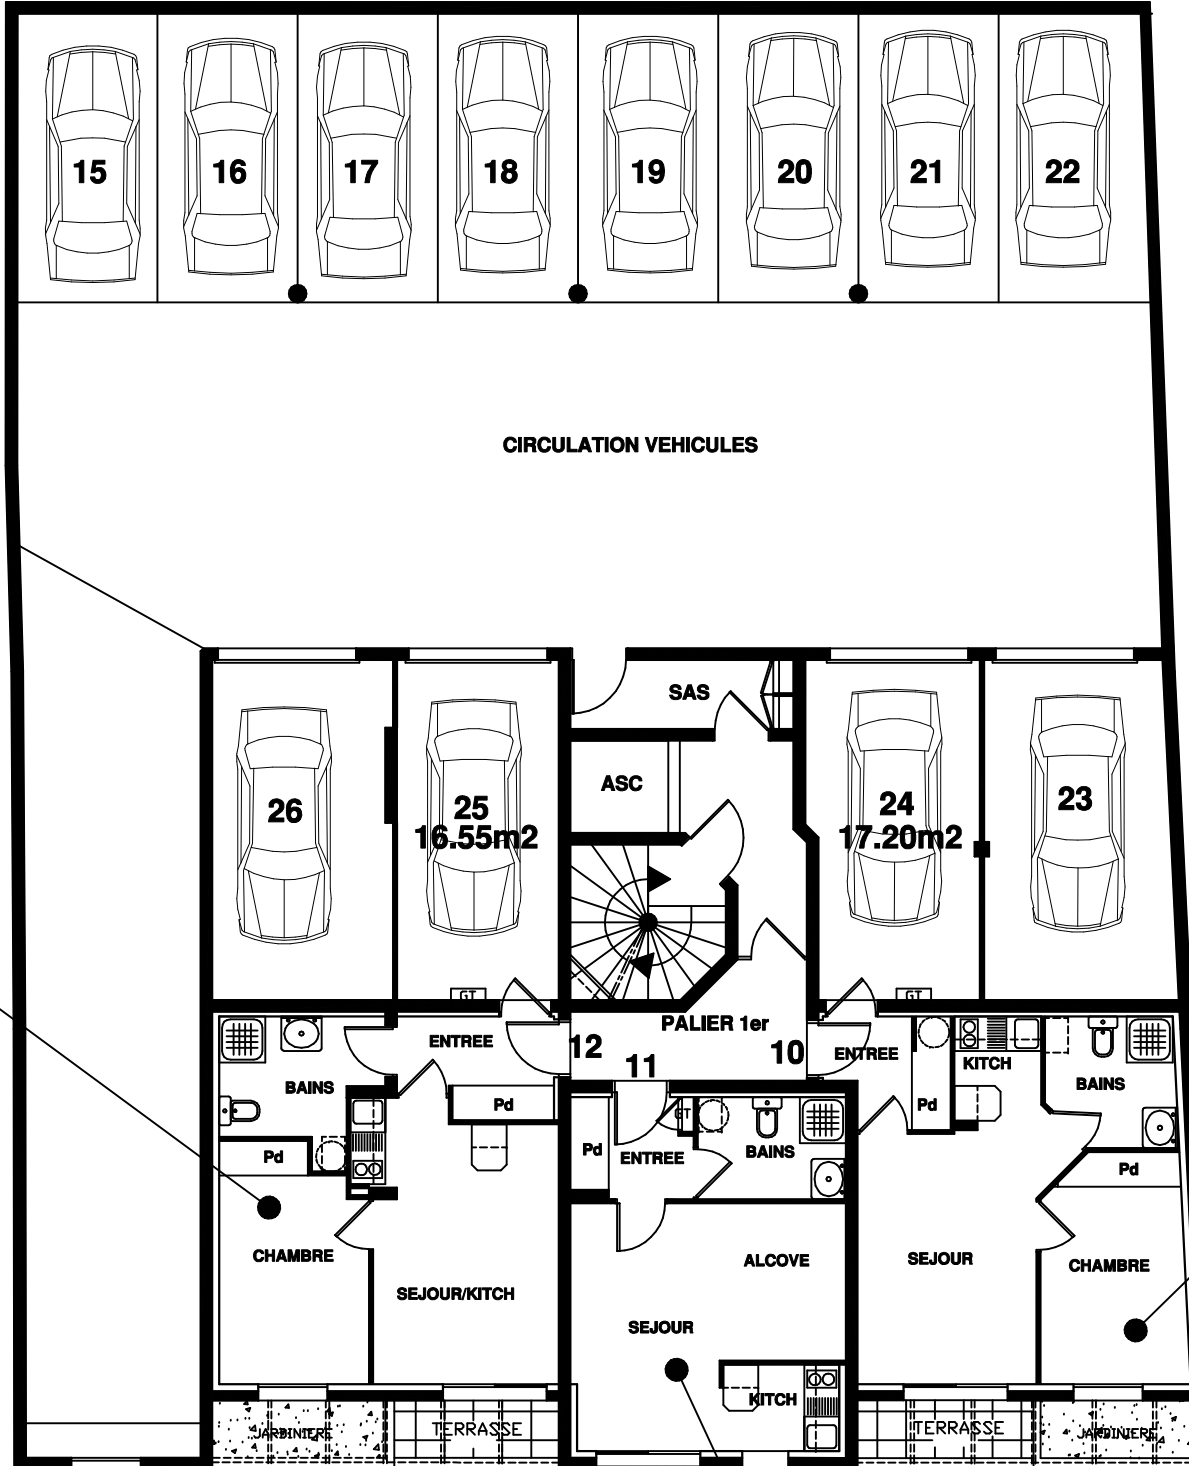 15 16 17 18 19 20 21 22
CIRCULATION VEHICULES
SAS
ASC
26
25
16.55m2
24
17.20m2
23
GT
GT
PALIER 1er
12
11
10
ENTREE
BAINS
Pd
Pd
CHAMBRE
SEJOUR/KITCH
Pd
ENTREE
GT
BAINS
ALCOVE
SEJOUR
KITCH
ENTREE
KITCH
Pd
BAINS
Pd
SEJOUR
CHAMBRE
JARDINIERE
TERRASSE
TERRASSE
JARDINIERE